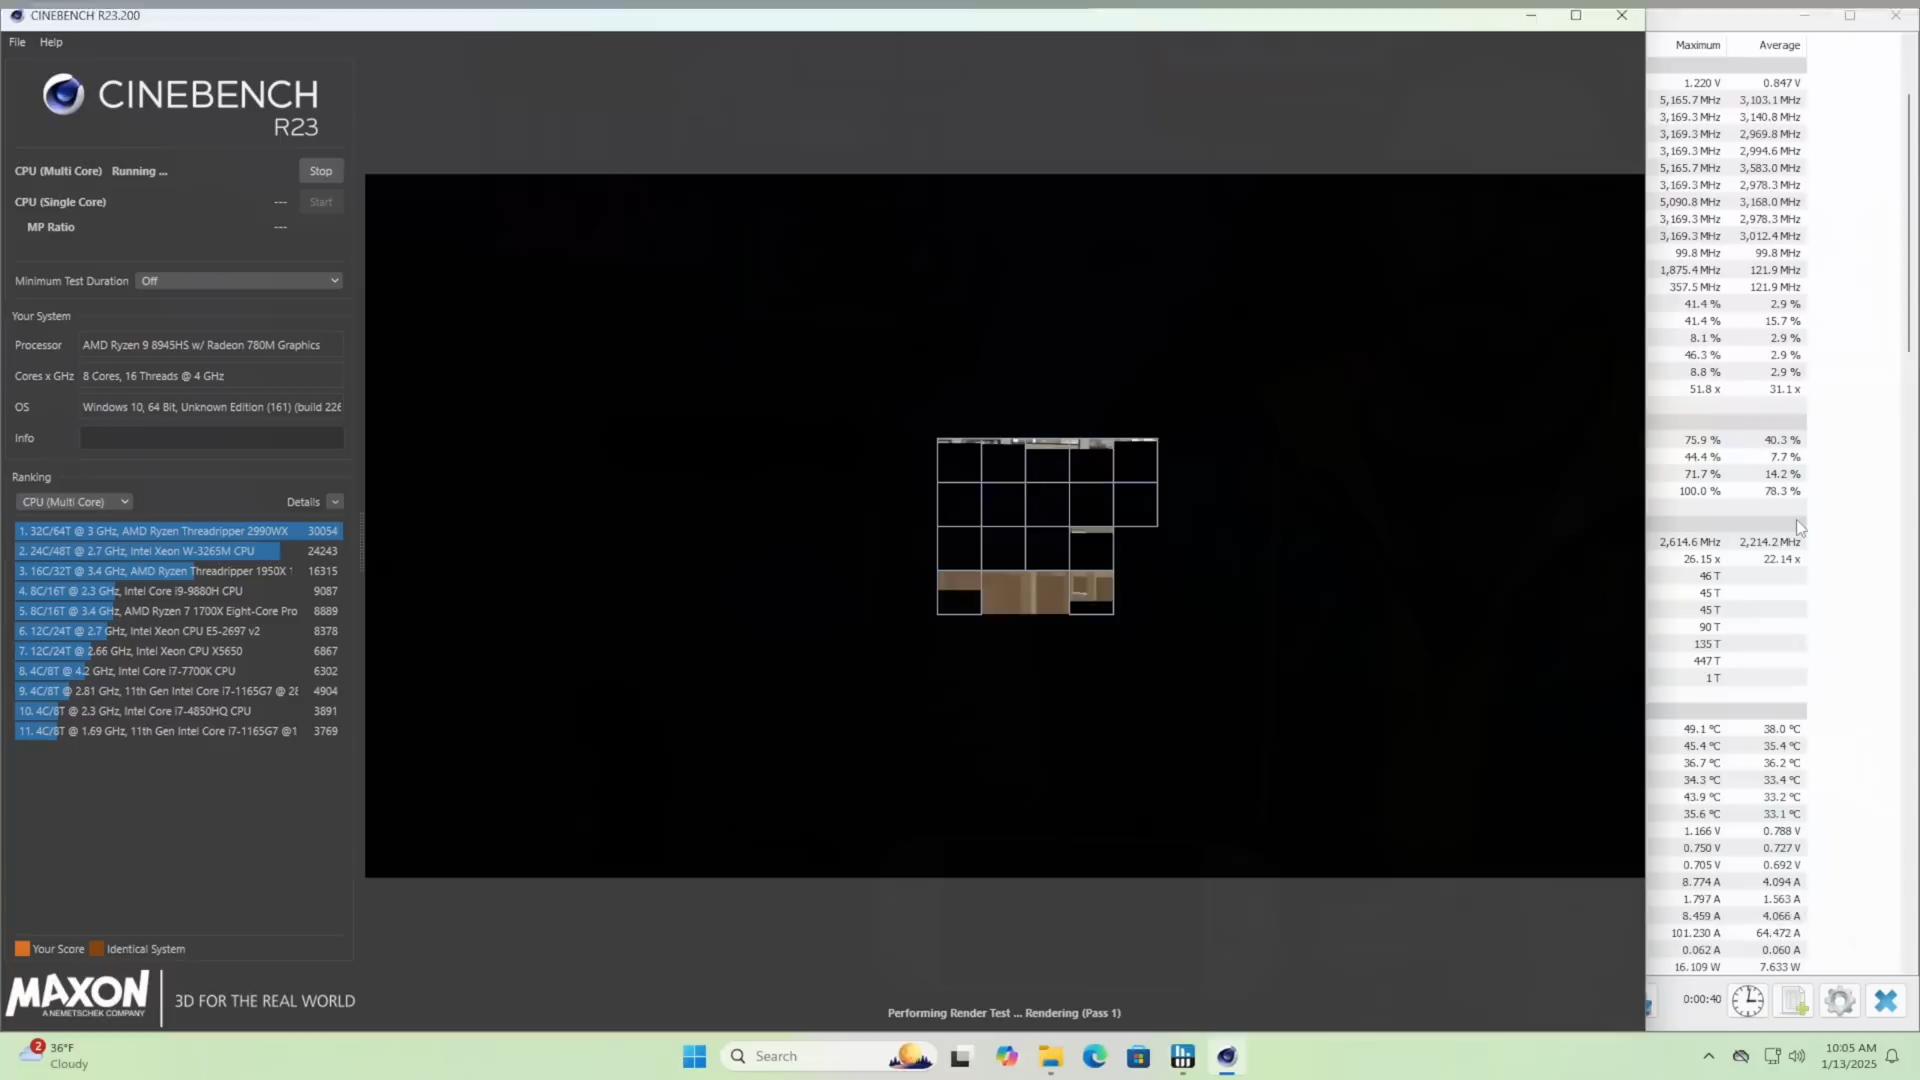 CINEBENCH R23.200
File Help
CINEBENCH
R23
CPU (Multi Core) Running ... Stop
CPU (Single Core) --- Start
MP Ratio ---
Minimum Test Duration Off
Your System
Processor AMD Ryzen 9 8945HS w/ Radeon 780M Graphics
Cores x GHz 8 Cores, 16 Threads @ 4 GHz
OS Windows 10, 64 Bit, Unknown Edition (161) (build 226
Info
Ranking
CPU (Multi Core) Details
1. 32C/64T @ 3 GHz, AMD Ryzen Threadripper 2990WX 30054
2. 24C/48T @ 2.7 GHz, Intel Xeon W-3265M CPU 24243
3. 16C/32T @ 3.4 GHz, AMD Ryzen Threadripper 1950X 16315
4. 8C/16T @ 2.3 GHz, Intel Core i9-9880H CPU 9087
5. 8C/16T @ 3.4 GHz, AMD Ryzen 7 1700X Eight-Core Pro 8889
6. 12C/24T @ 2.7 GHz, Intel Xeon CPU E5-2697 v2 8378
7. 12C/24T @ 2.66 GHz, Intel Xeon CPU X5650 6867
8. 4C/8T @ 4.2 GHz, Intel Core i7-7700K CPU 6302
9. 4C/8T @ 2.81 GHz, 11th Gen Intel Core i7-1165G7 @ 28 4904
10. 4C/8T @ 2.3 GHz, Intel Core i7-4850HQ CPU 3891
11. 4C/8T @ 1.69 GHz, 11th Gen Intel Core i7-1165G7 @1 3769
Your Score Identical System
MAXON
A NEMETSCHEK COMPANY
3D FOR THE REAL WORLD
Performing Render Test ... Rendering (Pass 1)
Maximum Average
1.220 V 0.847 V
5,165.7 MHz 3,103.1 MHz
3,169.3 MHz 3,140.8 MHz
3,169.3 MHz 2,969.8 MHz
3,169.3 MHz 2,994.6 MHz
5,165.7 MHz 3,583.0 MHz
3,169.3 MHz 2,978.3 MHz
5,090.8 MHz 3,168.0 MHz
3,169.3 MHz 2,978.3 MHz
3,169.3 MHz 3,012.4 MHz
99.8 MHz 99.8 MHz
1,875.4 MHz 121.9 MHz
357.5 MHz 121.9 MHz
41.4 % 2.9 %
41.4 % 15.7 %
8.1 % 2.9 %
46.3 % 2.9 %
8.8 % 2.9 %
51.8 x 31.1 x
75.9 % 40.3 %
44.4 % 7.7 %
71.7 % 14.2 %
100.0 % 78.3 %
2,614.6 MHz 2,214.2 MHz
26.15 x 22.14 x
46 T
45 T
45 T
90 T
135 T
447 T
1 T
49.1 °C 38.0 °C
45.4 °C 35.4 °C
36.7 °C 36.2 °C
34.3 °C 33.4 °C
43.9 °C 33.2 °C
35.6 °C 33.1 °C
1.166 V 0.788 V
0.750 V 0.727 V
0.705 V 0.692 V
8.774 A 4.094 A
1.797 A 1.563 A
8.459 A 4.066 A
101.230 A 64.472 A
0.062 A 0.060 A
16.109 W 7.633 W
0:00:40
2 36°F
Cloudy
Search
10:05 AM
1/13/2025